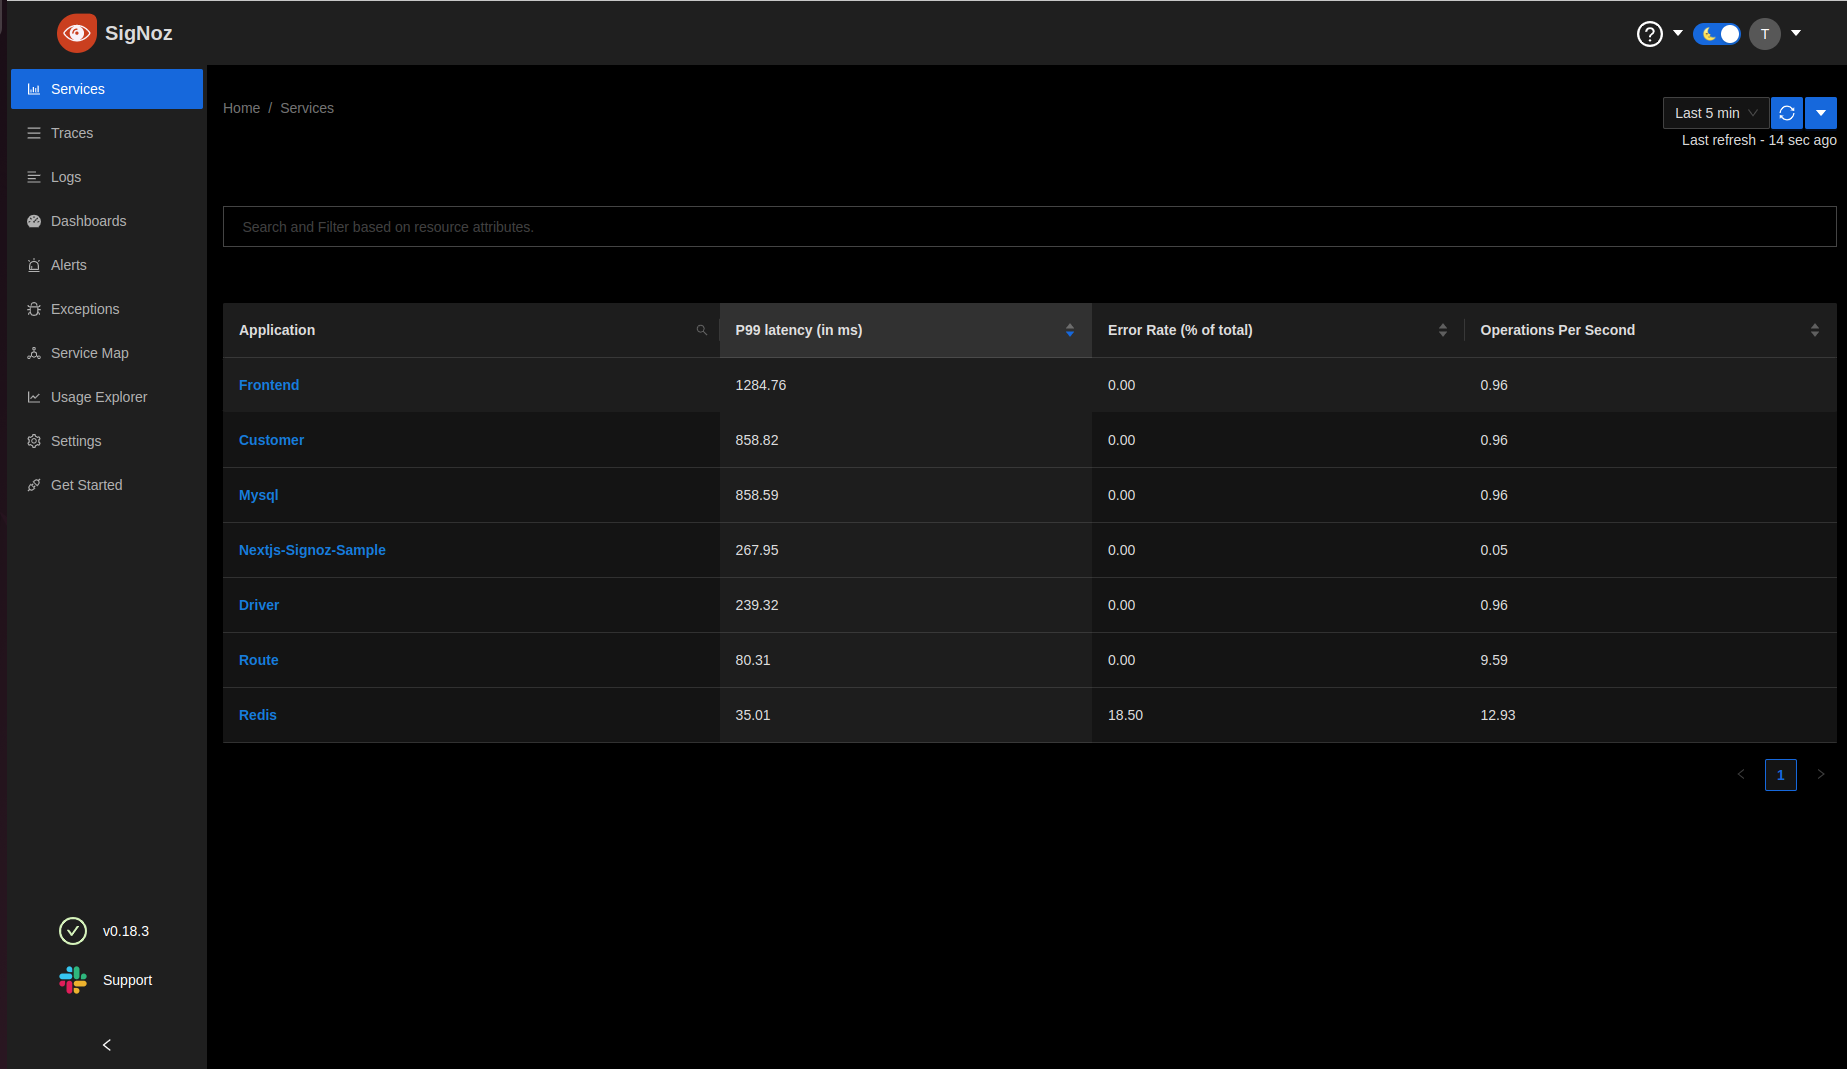 SigNoz
T
Services
Traces
Logs
Dashboards
Alerts
Exceptions
Service Map
Usage Explorer
Settings
Get Started
v0.18.3
Support
Home / Services
Last 5 min
Last refresh - 14 sec ago
Search and Filter based on resource attributes.
Application P99 latency (in ms) Error Rate (% of total) Operations Per Second
Frontend 1284.76 0.00 0.96
Customer 858.82 0.00 0.96
Mysql 858.59 0.00 0.96
Nextjs-Signoz-Sample 267.95 0.00 0.05
Driver 239.32 0.00 0.96
Route 80.31 0.00 9.59
Redis 35.01 18.50 12.93
1